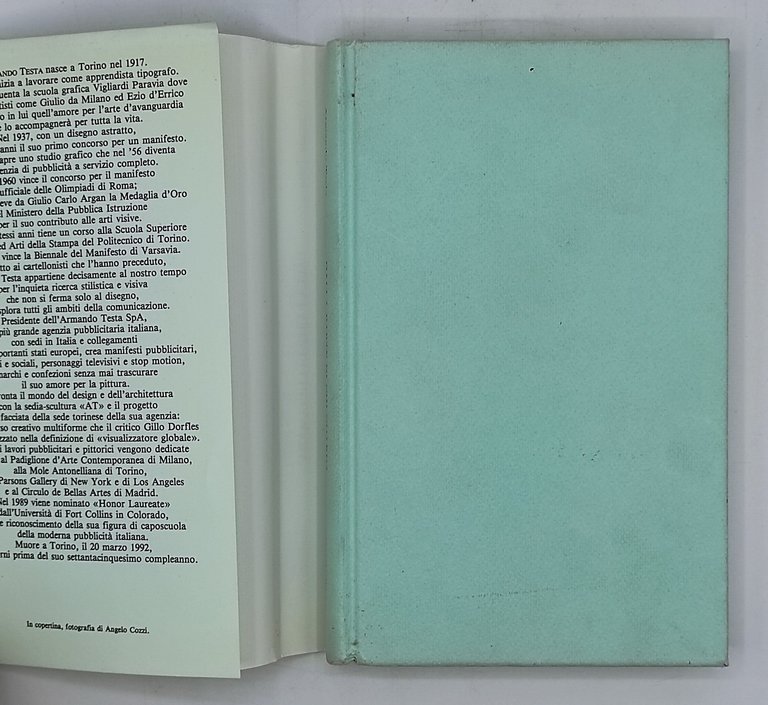 ANDO TESTA nasce a Torino nel 1917.
izia a lavorare come apprendista tipografo.
uenta la scuola grafica Vigliardi Paravia dove
tisti come Giulio da Milano ed Ezio d'Errico
o in lui quell'amore per l'arte d'avanguardia
e lo accompagnerà per tutta la vita.
Nel 1937, con un disegno astratto,
anni il suo primo concorso per un manifesto.
apre uno studio grafico che nel '56 diventa
enzia di pubblicità a servizio completo.
1960 vince il concorso per il manifesto
ufficiale delle Olimpiadi di Roma;
eve da Giulio Carlo Argan la Medaglia d'Oro
l Ministero della Pubblica Istruzione
per il suo contributo alle arti visive.
tessi anni tiene un corso alla Scuola Superiore
ed Arti della Stampa del Politecnico di Torino.
vince la Biennale del Manifesto di Varsavia.
tto ai cartellonisti che l'hanno preceduto,
Testa appartiene decisamente al nostro tempo
per l'inquieta ricerca stilistica e visiva
che non si ferma solo al disegno,
splora tutti gli ambiti della comunicazione.
Presidente dell'Armando Testa SpA,
più grande agenzia pubblicitaria italiana,
con sedi in Italia e collegamenti
portanti stati europei, crea manifesti pubblicitari,
i e sociali, personaggi televisivi e stop motion,
marchi e confezioni senza mai trascurare
il suo amore per la pittura.
onta il mondo del design e dell'architettura
con la sedia-scultura «AT» e il progetto
facciata della sede torinese della sua agenzia:
so creativo multiforme che il critico Gillo Dorfles
zzato nella definizione di «visualizzatore globale».
i lavori pubblicitari e pittorici vengono dedicate
al Padiglione d'Arte Contemporanea di Milano,
alla Mole Antonelliana di Torino,
Parsons Gallery di New York e di Los Angeles
e al Circulo de Bellas Artes di Madrid.
Nel 1989 viene nominato «Honor Laureate»
dall'Università di Fort Collins in Colorado,
e riconoscimento della sua figura di caposcuola
della moderna pubblicità italiana.
Muore a Torino, il 20 marzo 1992,
rni prima del suo settantacinquesimo compleanno.
In copertina, fotografia di Angelo Cozzi.